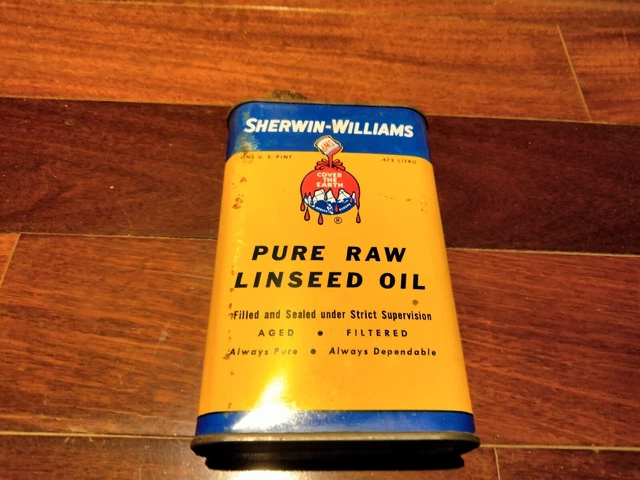 SHERWIN-WILLIAMS
ONE U. S. PINT .473 LITRO
COVER
THE
EARTH
®
PURE RAW
LINSEED OIL
Filled and Sealed under Strict Supervision
AGED • FILTERED
Always Pure • Always Dependable